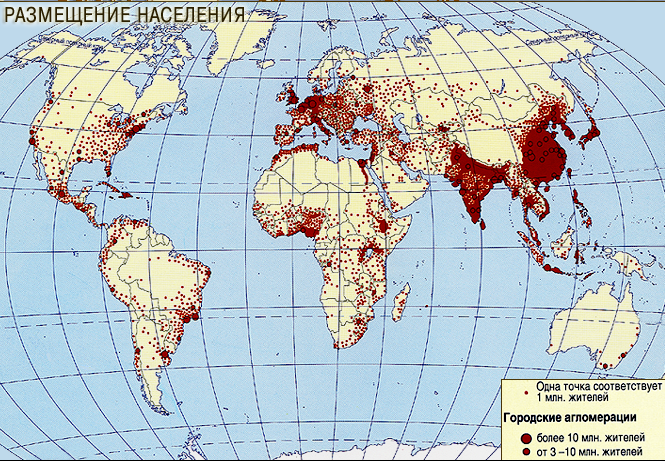 РАЗМЕЩЕНИЕ НАСЕЛЕНИЯ
Одна точка соответствует
1 млн. жителей
Городские агломерации
более 10 млн. жителей
от 3–10 млн. жителей